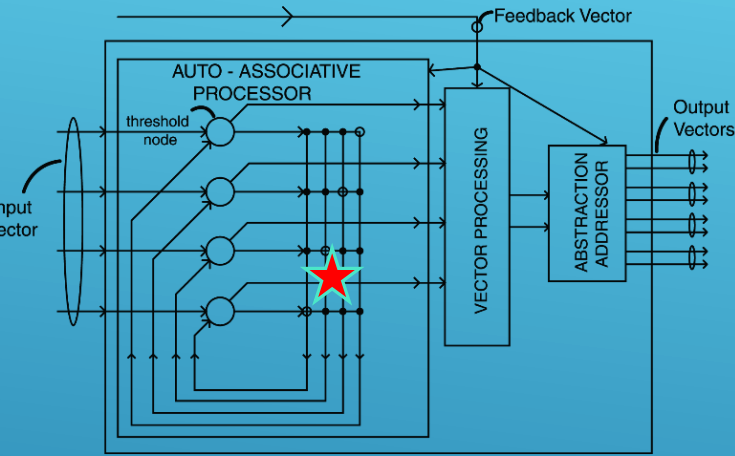 Feedback Vector
AUTO - ASSOCIATIVE
PROCESSOR
threshold
node
nput
ector
VECTOR PROCESSING
ABSTRACTION
ADDRESSOR
Output
Vectors